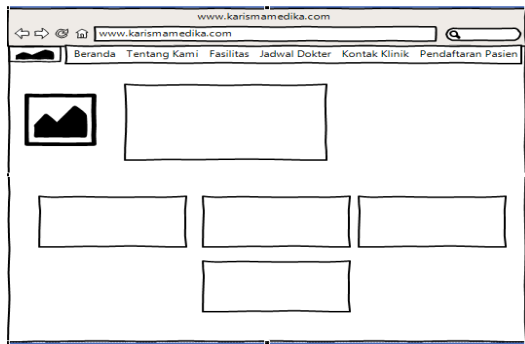 www.karismamedika.com
www.karismamedika.com
Beranda Tentang Kami Fasilitas Jadwal Dokter Kontak Klinik Pendaftaran Pasien